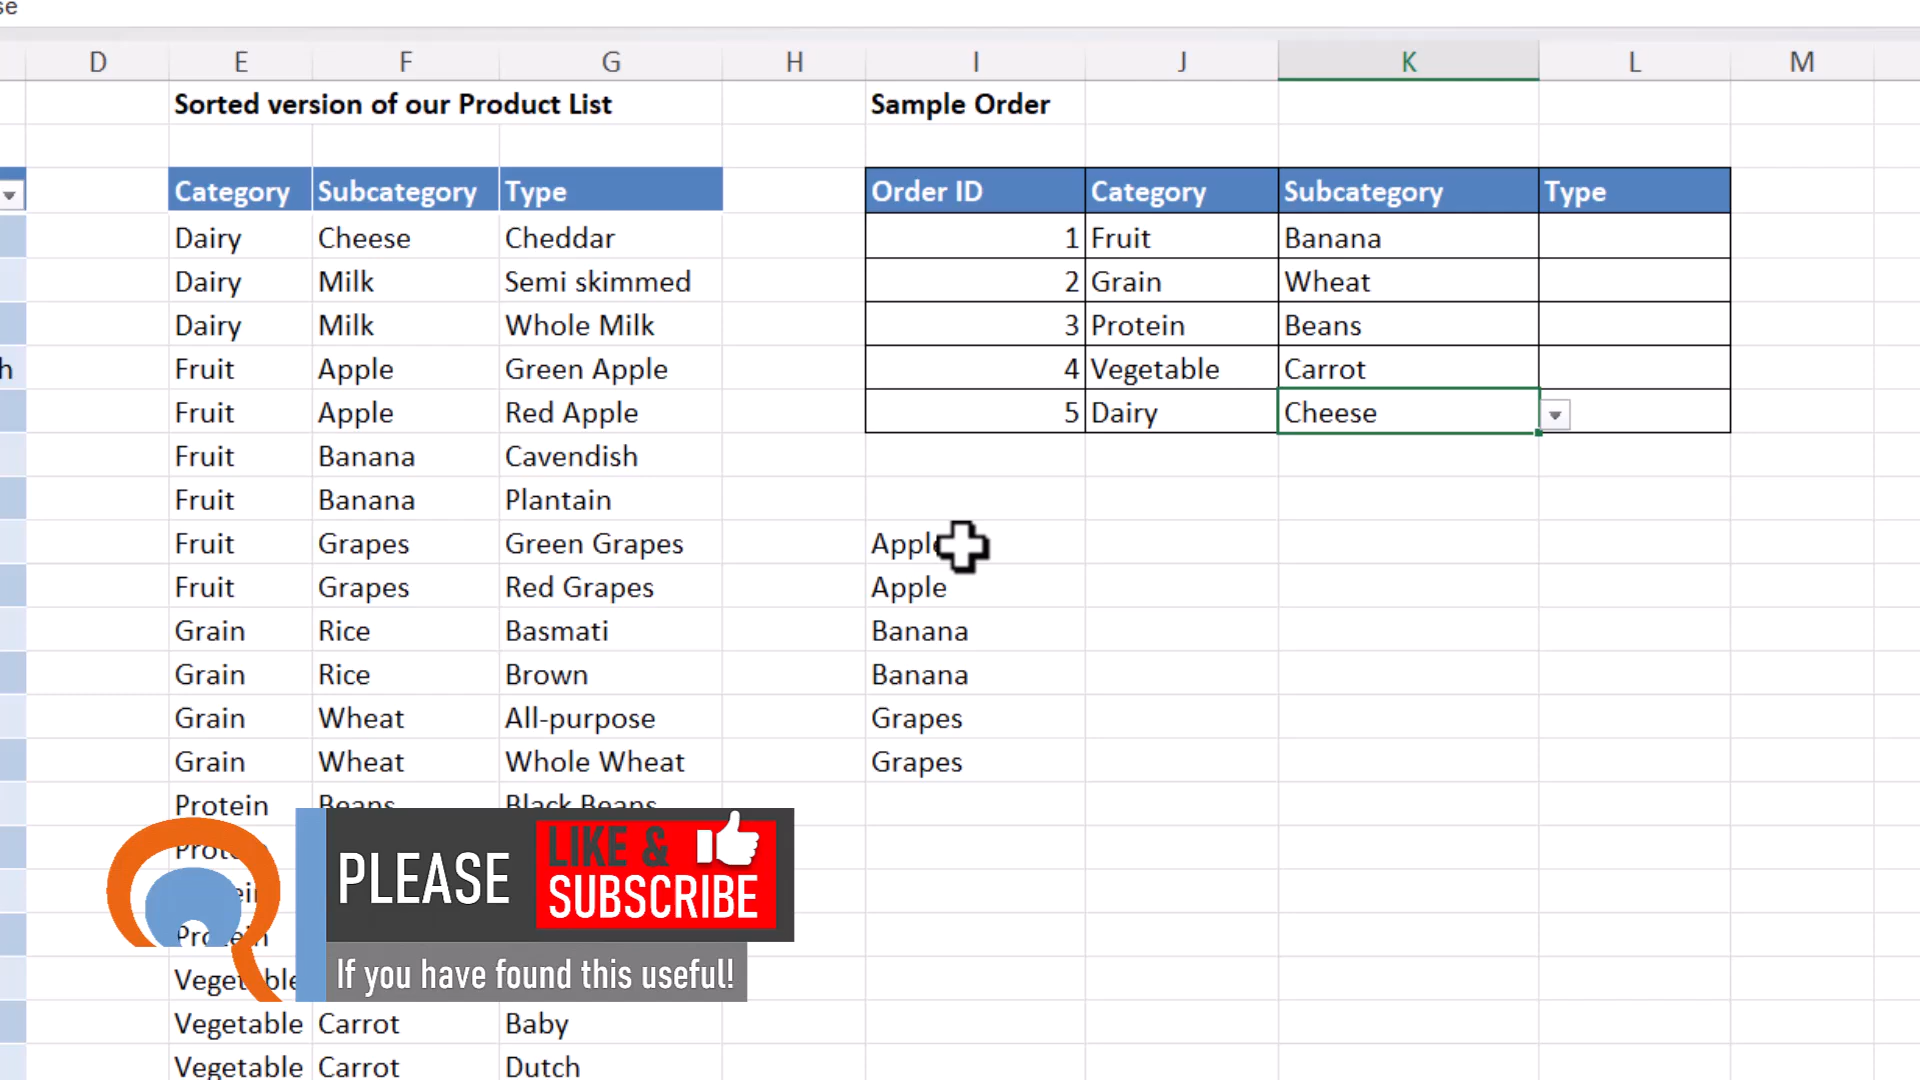 se
D E F G H I J K L M
Sorted version of our Product List Sample Order
Category Subcategory Type Order ID Category Subcategory Type
Dairy Cheese Cheddar 1 Fruit Banana
Dairy Milk Semi skimmed 2 Grain Wheat
Dairy Milk Whole Milk 3 Protein Beans
h Fruit Apple Green Apple 4 Vegetable Carrot
Fruit Apple Red Apple 5 Dairy Cheese
Fruit Banana Cavendish
Fruit Banana Plantain
Fruit Grapes Green Grapes Apple
Fruit Grapes Red Grapes Apple
Grain Rice Basmati Banana
Grain Rice Brown Banana
Grain Wheat All-purpose Grapes
Grain Wheat Whole Wheat Grapes
Protein Beans Black Beans
Protein
Protein
Protein
Vegetable
Vegetable Carrot Baby
Vegetable Carrot Dutch
PLEASE LIKE & SUBSCRIBE
If you have found this useful!